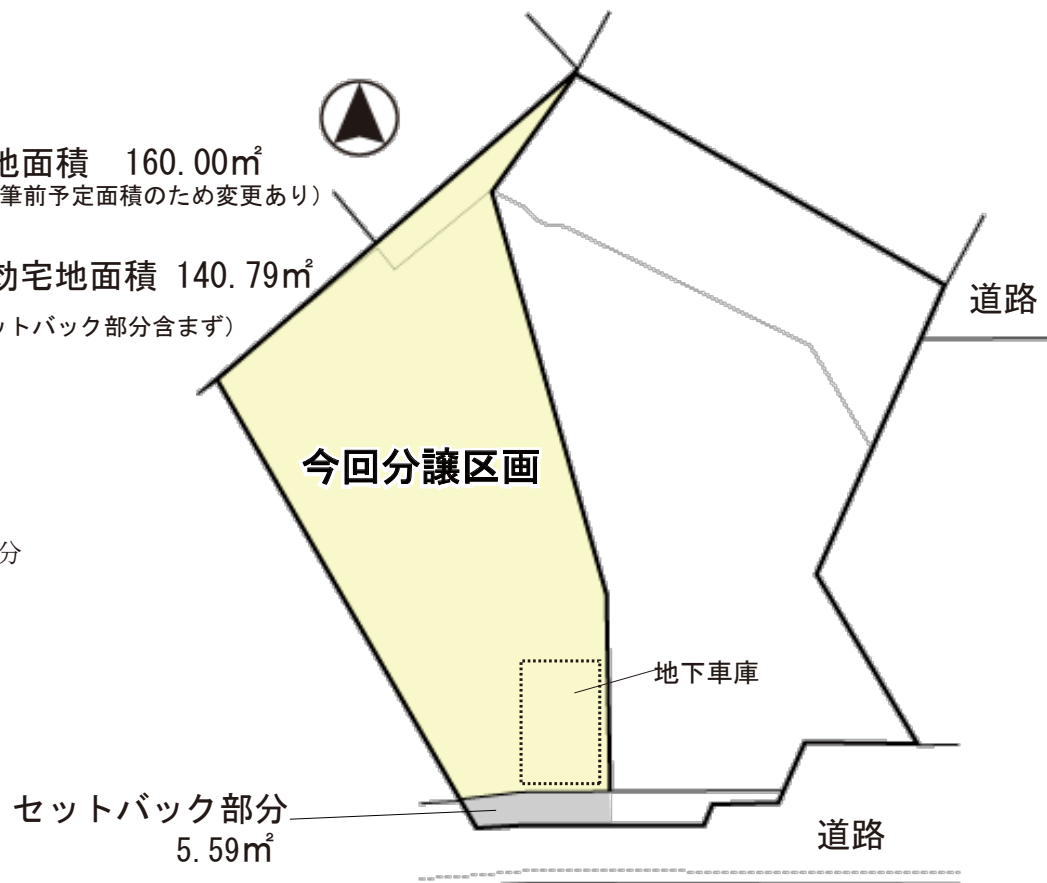 地面積 160.00㎡
筆前予定面積のため変更あり）
効宅地面積 140.79㎡
ットバック部分含まず）
道路
今回分譲区画
分
地下車庫
セットバック部分
5.59㎡
道路